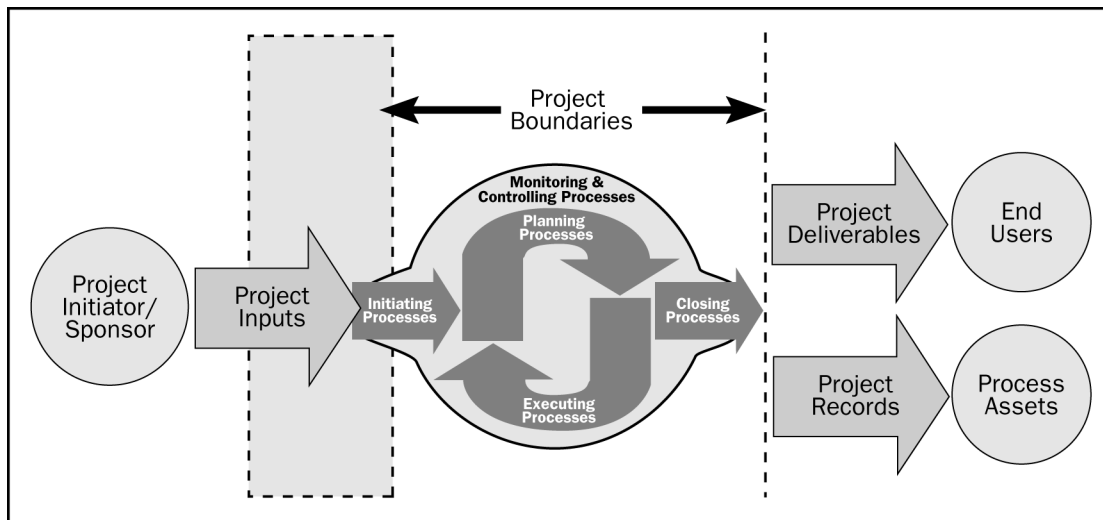 Project
Boundaries
Monitoring &
Controlling Processes
Planning
Processes
Project
Initiator/
Sponsor
Project
Inputs
Initiating
Processes
Closing
Processes
Executing
Processes
Project
Deliverables
End
Users
Project
Records
Process
Assets